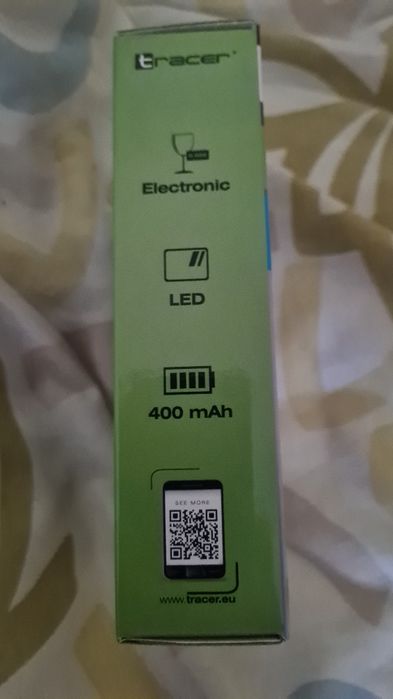 tracer
Electronic
LED
400 mAh
SEE MORE
www.tracer.eu